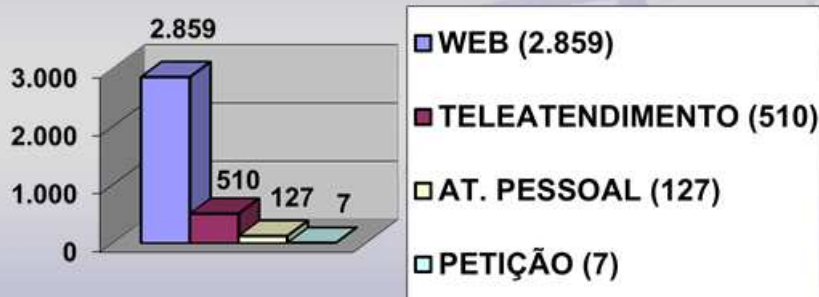 2.859
3.000
2.000
1.000
0
510
127
7
WEB (2.859)
TELEATENDIMENTO (510)
AT. PESSOAL (127)
PETIÇÃO (7)